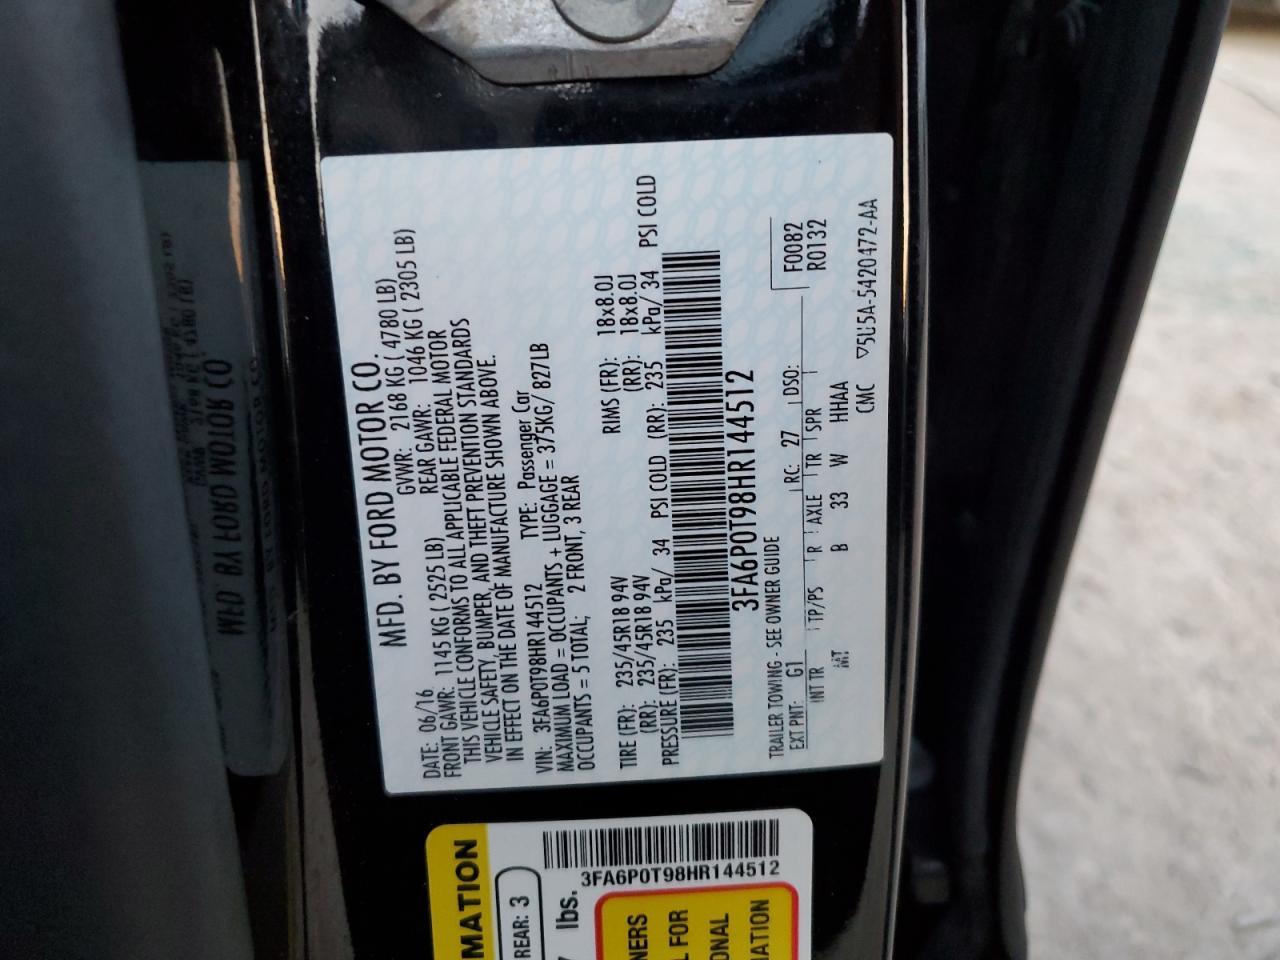 MFD. BY FORD MOTOR CO.
DATE: 06/16 GVWR: 2168 KG ( 4780 LB)
FRONT GAWR: 1145 KG ( 2525 LB) REAR GAWR: 1046 KG ( 2305 LB)
THIS VEHICLE CONFORMS TO ALL APPLICABLE FEDERAL MOTOR
VEHICLE SAFETY, BUMPER, AND THEFT PREVENTION STANDARDS
IN EFFECT ON THE DATE OF MANUFACTURE SHOWN ABOVE.
VIN: 3FA6P0T98HR144512 TYPE: Passenger Car
MAXIMUM LOAD = OCCUPANTS + LUGGAGE = 375KG/ 827LB
OCCUPANTS = 5 TOTAL; 2 FRONT, 3 REAR
TIRE (FR): 235/45R18 94V RIMS (FR): 18x8.0J
(RR): 235/45R18 94V (RR): 18x8.0J
PRESSURE (FR): 235 kPa/ 34 PSI COLD (RR): 235 kPa/ 34 PSI COLD
3FA6P0T98HR144512
TRAILER TOWING - SEE OWNER GUIDE
EXT PNT: G1 RC: 27 DSO: F0082
R0132
INT TR TP/PS R AXLE TR SPR
MT B 33 W HHAA
CMC ▽5U5A-5420472-AA
MATION
REAR: 3
lbs.
3FA6P0T98HR144512
NERS
L FOR
ONAL
MATION